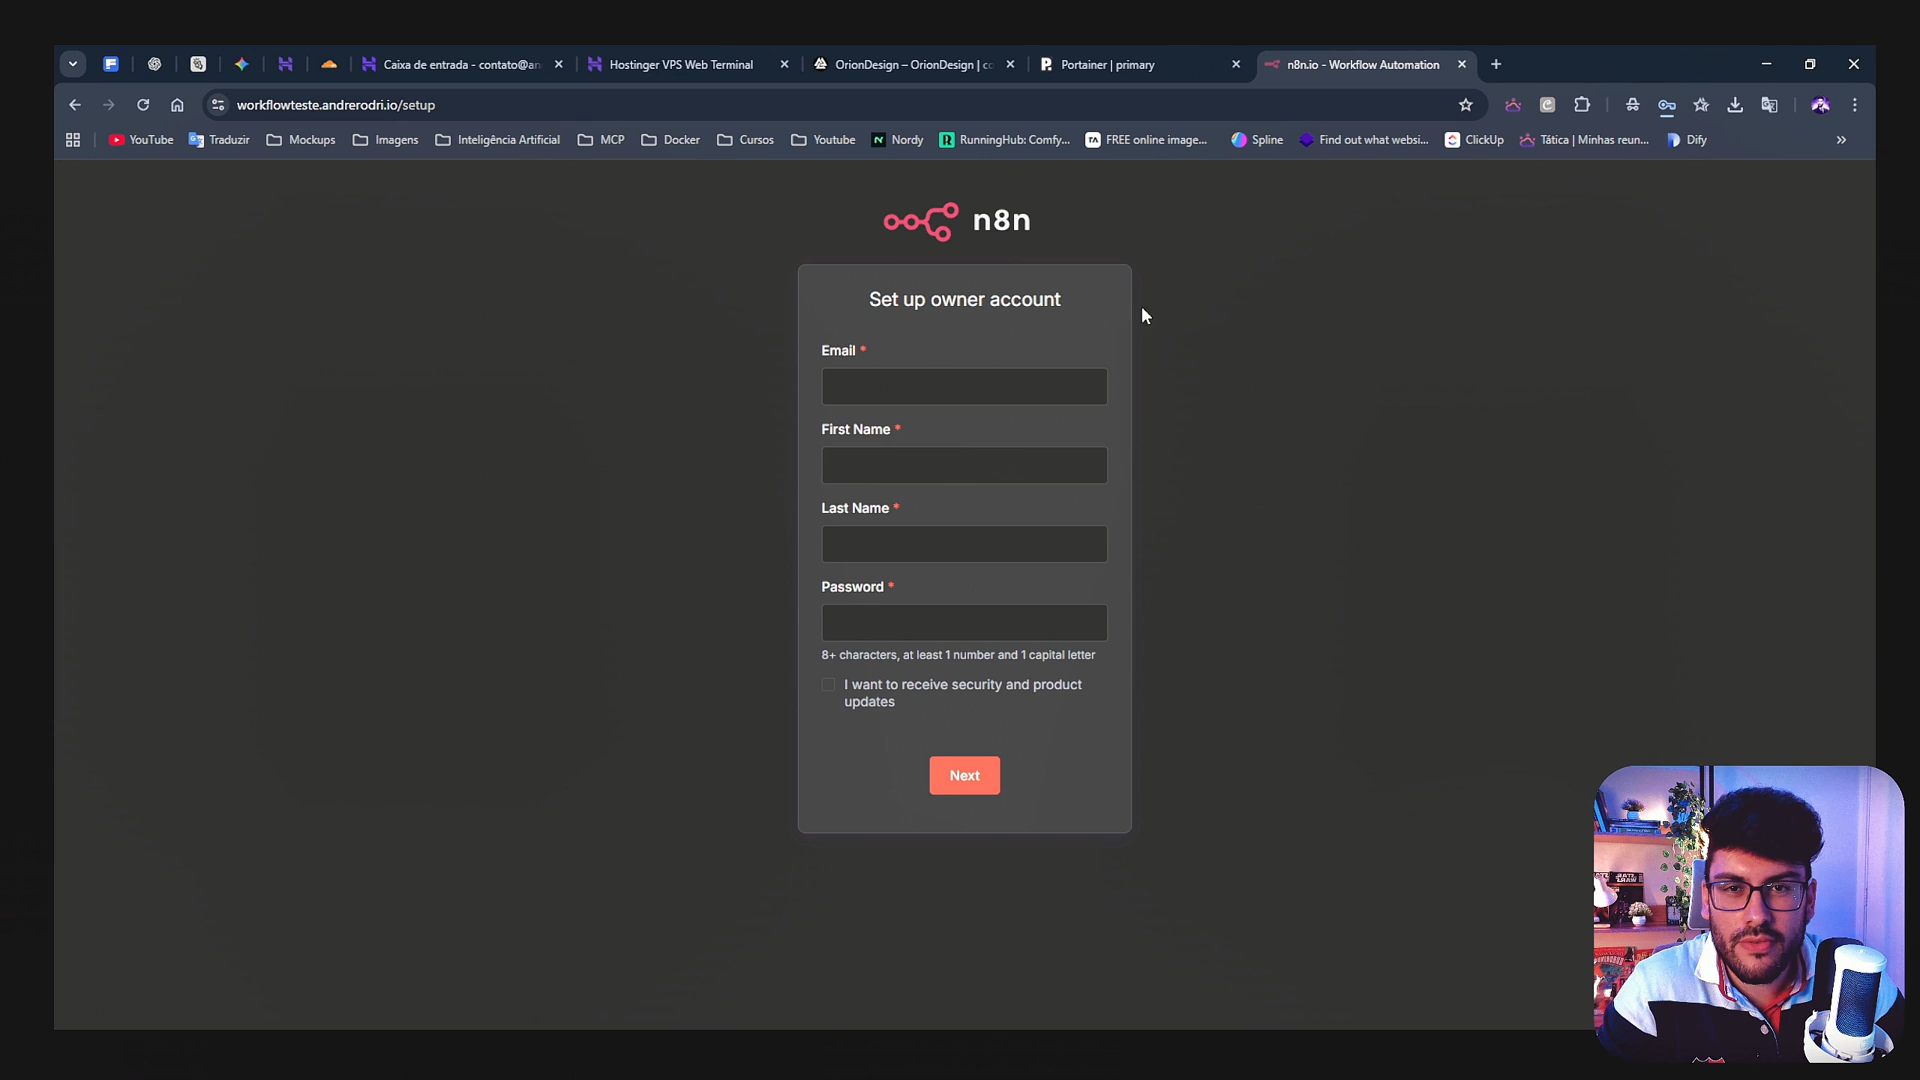 Caixa de entrada - contato@an
Hostinger VPS Web Terminal
OrionDesign – OrionDesign | co
Portainer | primary
n8n.io - Workflow Automation
workflowteste.andrerodri.io/setup
YouTube
Traduzir
Mockups
Imagens
Inteligência Artificial
MCP
Docker
Cursos
Youtube
Nordy
RunningHub: Comfy...
FREE online image...
Spline
Find out what websi...
ClickUp
Tática | Minhas reun...
Dify
n8n
Set up owner account
Email *
First Name *
Last Name *
Password *
8+ characters, at least 1 number and 1 capital letter
I want to receive security and product
updates
Next